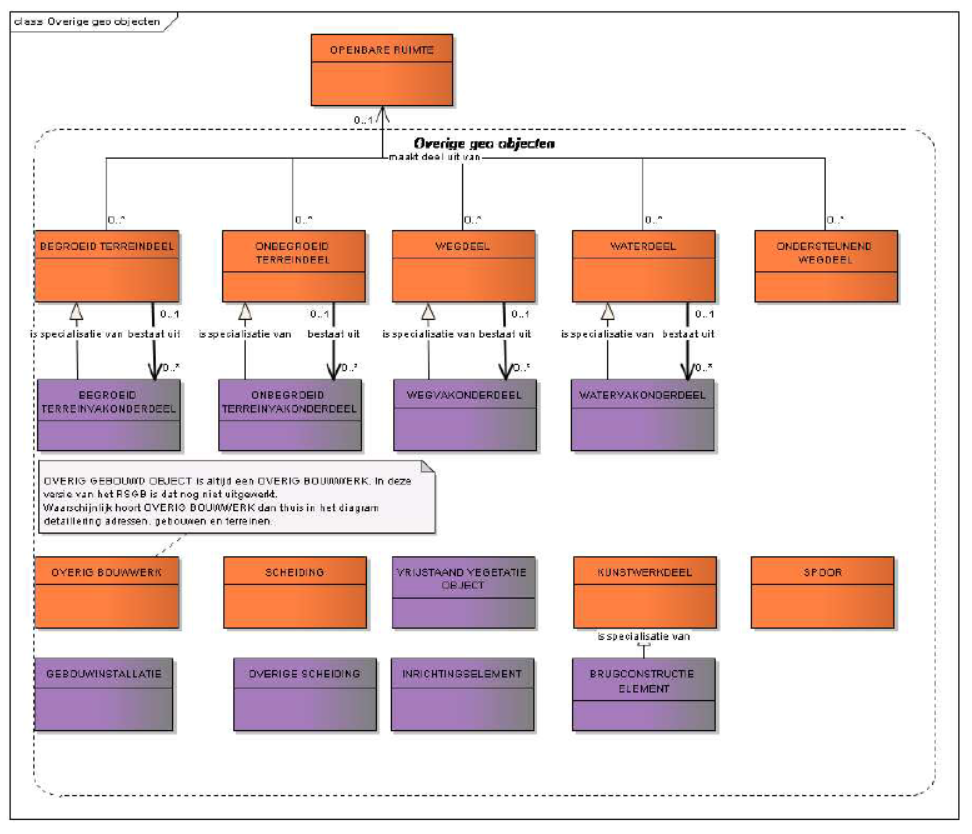 class Overige geo objecten
OPENBARE RUIMTE
0..1
Overige geo objecten
maakt deel uit van
0..*
0..*
0..*
0..*
0..*
BEGROEID TERREINDEEL
ONBEGROEID
TERREINDEEL
WEGDEEL
WATERDEEL
ONDERSTEUNEND
WEGDEEL
0..1
0..1
0..1
0..1
is specialisatie van
bestaat uit
is specialisatie van
bestaat uit
is specialisatie van
bestaat uit
is specialisatie van
bestaat uit
0..*
0..*
0..*
0..*
BEGROEID
TERREINVAKONDERDEEL
ONBEGROEID
TERREINVAKONDERDEEL
WEGVAKONDERDEEL
WATERVAKONDERDEEL
OVERIG GEBOUWD OBJECT is altijd een OVERIG BOUWWERK. In deze
versie van het RSGB is dat nog niet uitgewerkt.
Waarschijnlijk hoort OVERIG BOUWWERK dan thuis in het diagram
detaillering adressen, gebouwen en terreinen.
OVERIG BOUWWERK
SCHEIDING
VRIJSTAAND VEGETATIE
OBJECT
KUNSTWERKDEEL
SPOOR
is specialisatie van
GEBOUWINSTALLATIE
OVERIGE SCHEIDING
INRICHTINGSELEMENT
BRUGCONSTRUCTIE
ELEMENT